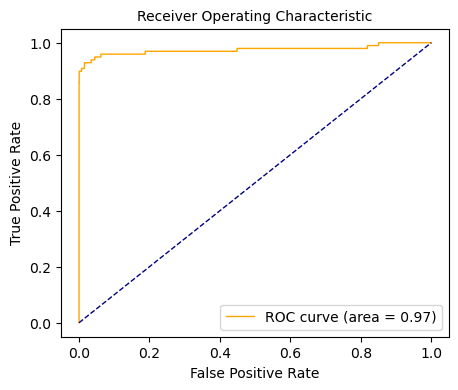 Receiver Operating Characteristic
1.0
0.8
0.6
0.4
0.2
0.0
True Positive Rate
ROC curve (area = 0.97)
0.0 0.2 0.4 0.6 0.8 1.0
False Positive Rate